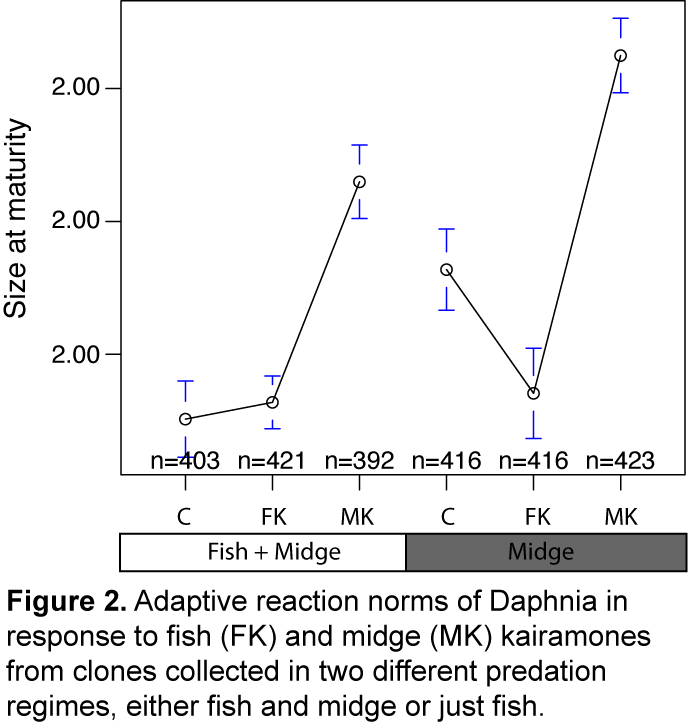 Size at maturity
2.00
2.00
2.00
n=403 n=421 n=392 n=416 n=416 n=423
C FK MK C FK MK
Fish + Midge Midge
Figure 2. Adaptive reaction norms of Daphnia in
response to fish (FK) and midge (MK) kairamones
from clones collected in two different predation
regimes, either fish and midge or just fish.